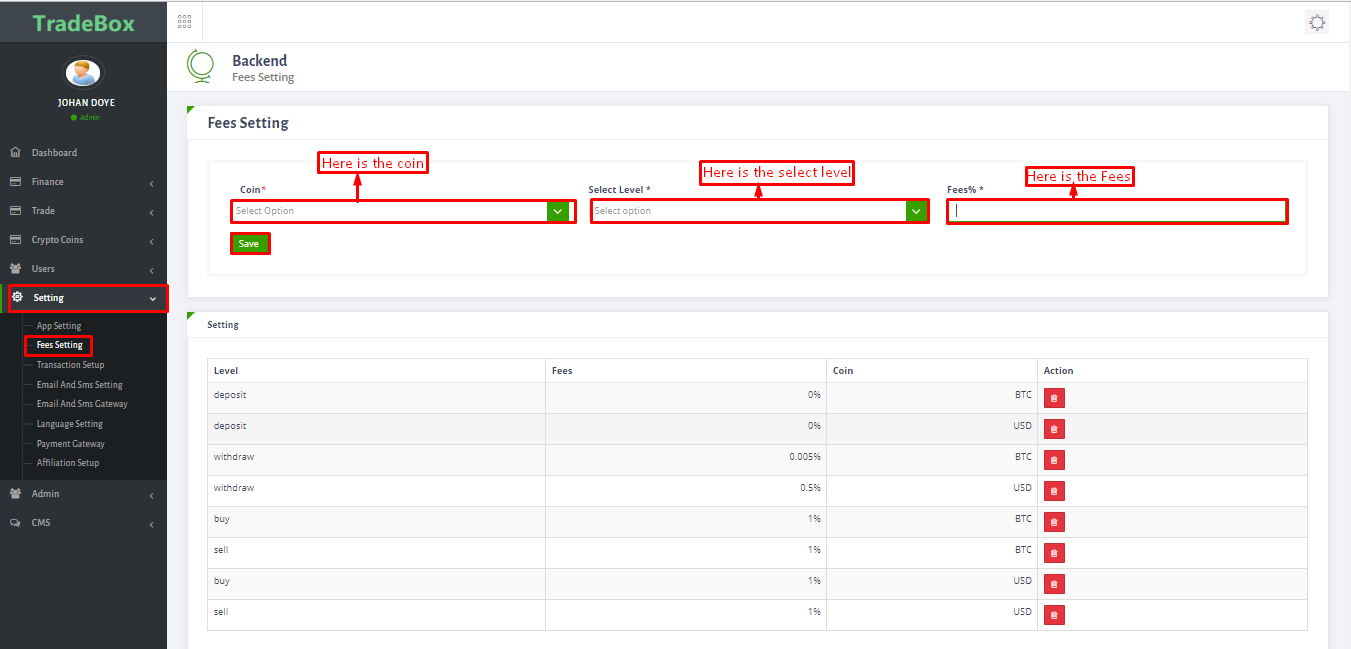 TradeBox
JOHAN DOYE
Admin
Dashboard
Finance
Trade
Crypto Coins
Users
Setting
App Setting
Fees Setting
Transaction Setup
Email And Sms Setting
Email And Sms Gateway
Language Setting
Payment Gateway
Affiliation Setup
Admin
CMS
Backend
Fees Setting
Fees Setting
Here is the coin
Here is the select level
Here is the Fees
Coin* Select Level * Fees% *
Select Option Select option
Save
Setting
Level Fees Coin Action
deposit 0% BTC
deposit 0% USD
withdraw 0.005% BTC
withdraw 0.5% USD
buy 1% BTC
sell 1% BTC
buy 1% USD
sell 1% USD